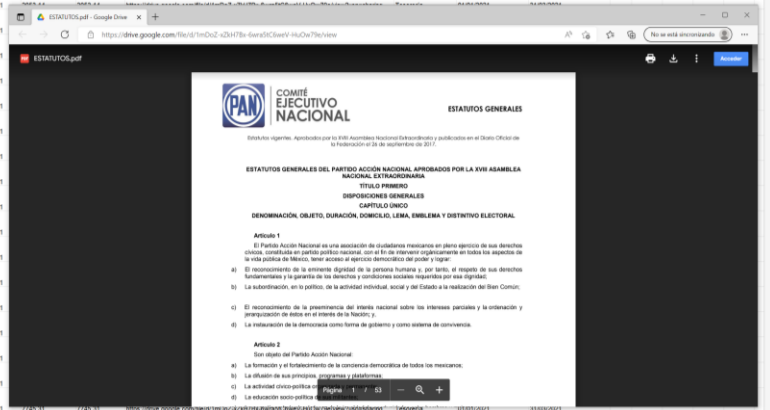 ESTATUTOS.pdf - Google Drive
No se está sincronizando
ESTATUTOS.pdf
Acceder
PAN
COMITÉ
EJECUTIVO
NACIONAL
ESTATUTOS GENERALES
Estatutos vigentes. Aprobados por la XVIII Asamblea Nacional Extraordinaria y publicados en el Diario Oficial de
la Federación el 26 de septiembre de 2017.
ESTATUTOS GENERALES DEL PARTIDO ACCIÓN NACIONAL APROBADOS POR LA XVIII ASAMBLEA
NACIONAL EXTRAORDINARIA
TÍTULO PRIMERO
DISPOSICIONES GENERALES
CAPÍTULO ÚNICO
DENOMINACIÓN, OBJETO, DURACIÓN, DOMICILIO, LEMA, EMBLEMA Y DISTINTIVO ELECTORAL
Artículo 1
El Partido Acción Nacional es una asociación de ciudadanos mexicanos en pleno ejercicio de sus derechos
cívicos, constituida en partido político nacional, con el fin de intervenir orgánicamente en todos los aspectos de
la vida pública de México, tener acceso al ejercicio democrático del poder y lograr:
a) El reconocimiento de la eminente dignidad de la persona humana y, por tanto, el respeto de sus derechos
fundamentales y la garantía de los derechos y condiciones sociales requeridos por esa dignidad;
b) La subordinación, en lo político, de la actividad individual, social y del Estado a la realización del Bien Común;
c) El reconocimiento de la preeminencia del interés nacional sobre los intereses parciales y la ordenación y
jerarquización de éstos en el interés de la Nación; y,
d) La instauración de la democracia como forma de gobierno y como sistema de convivencia.
Artículo 2
Son objeto del Partido Acción Nacional:
a) La formación y el fortalecimiento de la conciencia democrática de todos los mexicanos;
b) La difusión de sus principios, programas y plataformas;
c) La actividad cívico-política
d) La educación socio-política
Página 1 / 53